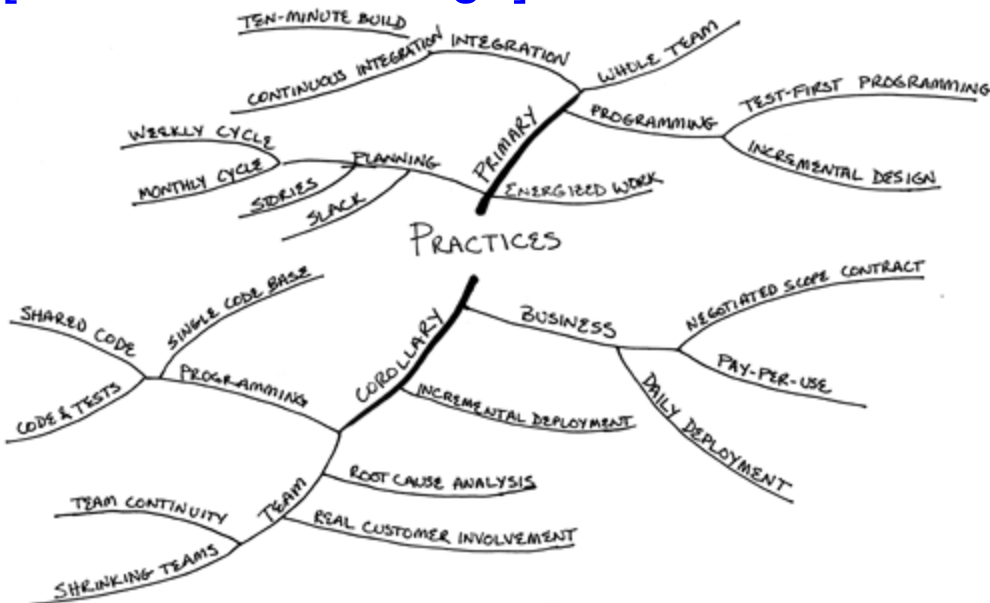 TEN-MINUTE BUILD
INTEGRATION
CONTINUOUS INTEGRATION
WHOLE TEAM
TEST-FIRST PROGRAMMING
PROGRAMMING
INCREMENTAL DESIGN
PRIMARY
WEEKLY CYCLE
PLANNING
MONTHLY CYCLE
STORIES
SLACK
ENERGIZED WORK
PRACTICES
NEGOTIATED SCOPE CONTRACT
BUSINESS
PAY-PER-USE
DAILY DEPLOYMENT
SINGLE CODE BASE
SHARED CODE
COROLLARY
PROGRAMMING
CODE & TESTS
INCREMENTAL DEPLOYMENT
ROOT CAUSE ANALYSIS
TEAM
TEAM CONTINUITY
REAL CUSTOMER INVOLVEMENT
SHRINKING TEAMS